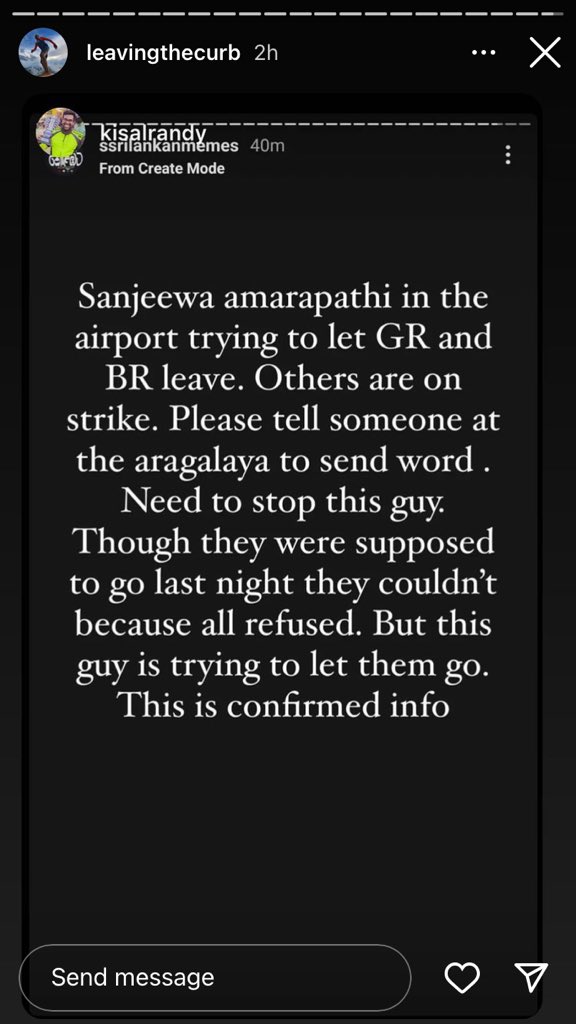 leavingthecurb 2h
kisalrandy
ssrilankanmemes 40m
From Create Mode
Sanjeewa amarapathi in the
airport trying to let GR and
BR leave. Others are on
strike. Please tell someone at
the aragalaya to send word .
Need to stop this guy.
Though they were supposed
to go last night they couldn’t
because all refused. But this
guy is trying to let them go.
This is confirmed info
Send message